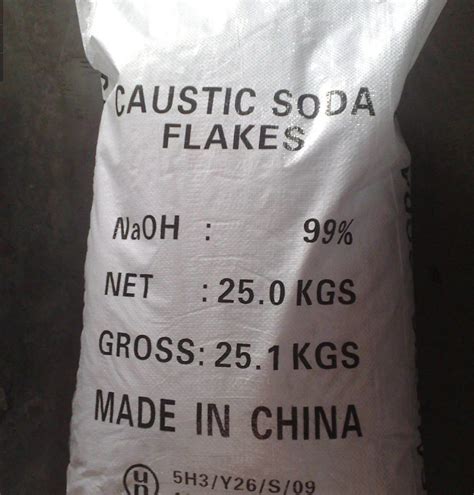 CAUSTIC SODA
FLAKES
NaOH : 99%
NET : 25.0 KGS
GROSS: 25.1 KGS
MADE IN CHINA
un 5H3/Y26/S/09